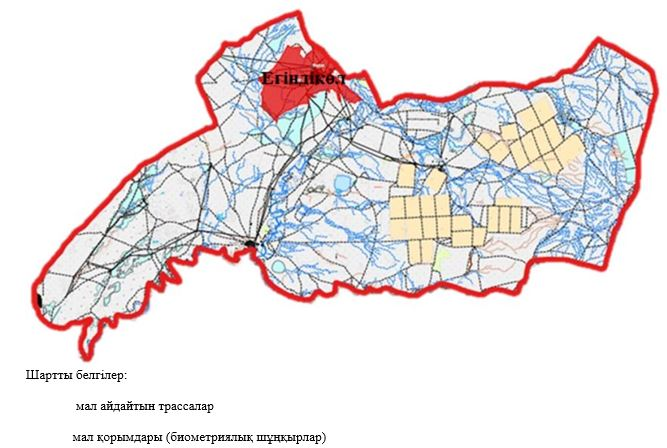 Егіндікөл
Шартты белгілер:
мал айдайтын трассалар
мал қорымдары (биометриялық шұңқырлар)